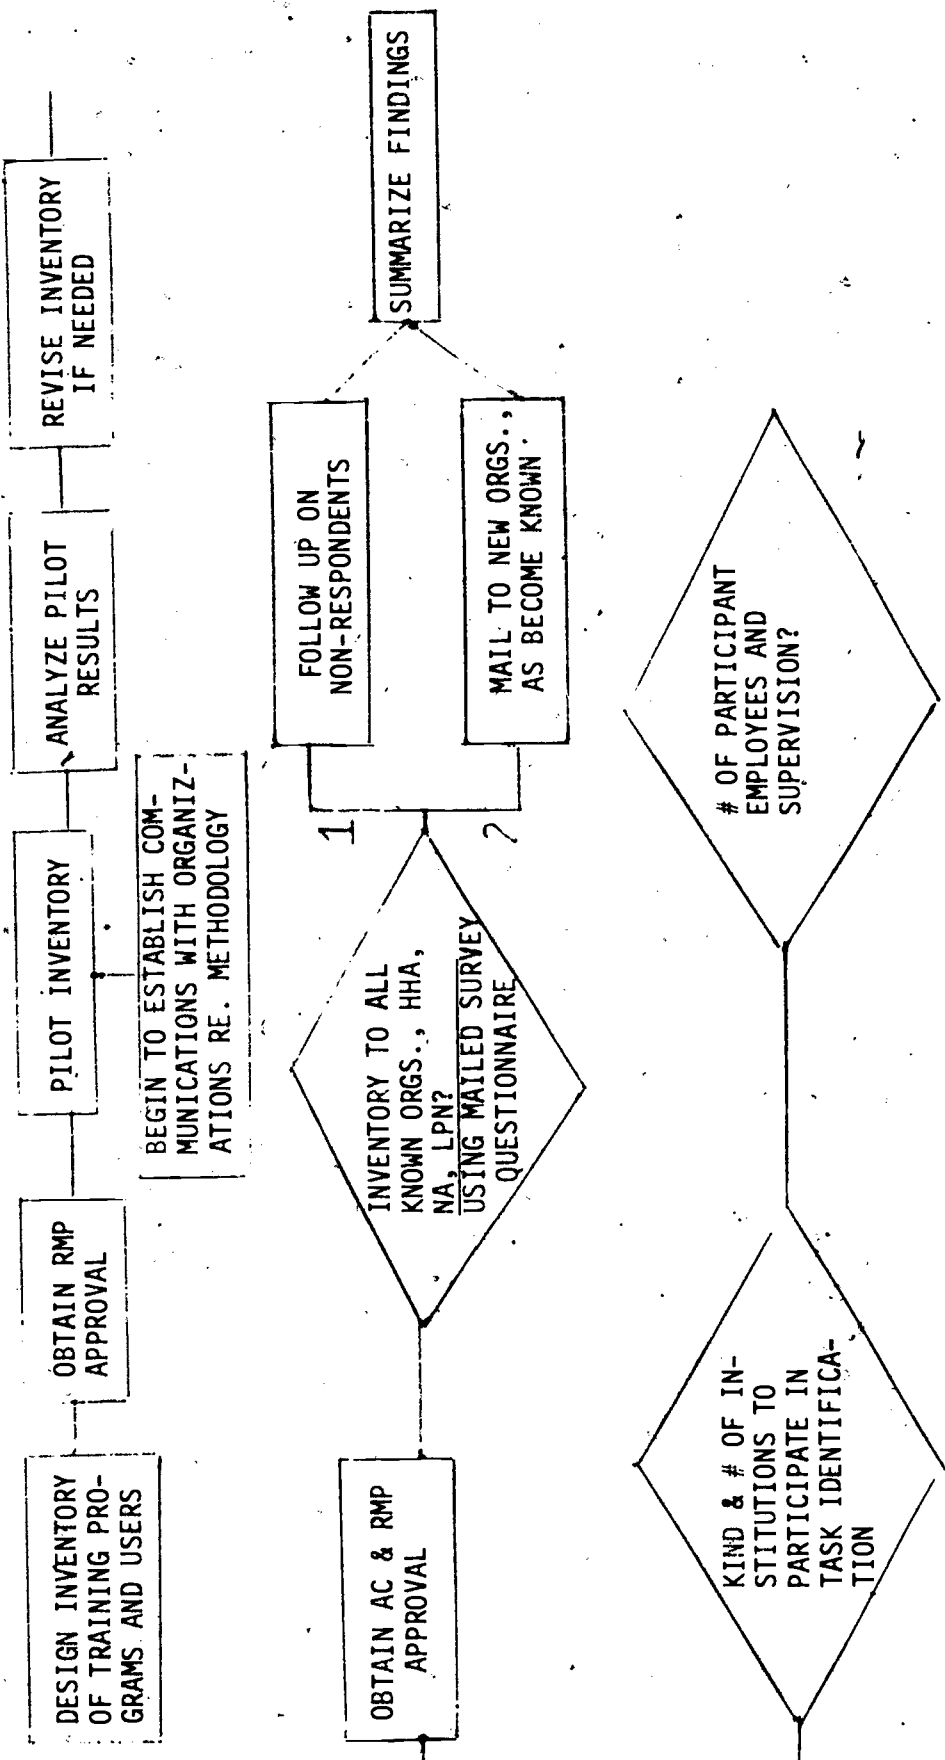 DESIGN INVENTORY
OF TRAINING PRO-
GRAMS AND USERS
OBTAIN RMP
APPROVAL
PILOT INVENTORY
ANALYZE PILOT
RESULTS
REVISE INVENTORY
IF NEEDED
BEGIN TO ESTABLISH COM-
MUNICATIONS WITH ORGANIZ-
ATIONS RE. METHODOLOGY
OBTAIN AC & RMP
APPROVAL
INVENTORY TO ALL
KNOWN ORGS., HHA,
NA, LPN?
USING MAILED SURVEY
QUESTIONNAIRE
1
FOLLOW UP ON
NON-RESPONDENTS
2
MAIL TO NEW ORGS.,
AS BECOME KNOWN
SUMMARIZE FINDINGS
KIND & # OF IN-
STITUTIONS TO
PARTICIPATE IN
TASK IDENTIFICA-
TION
# OF PARTICIPANT
EMPLOYEES AND
SUPERVISION?